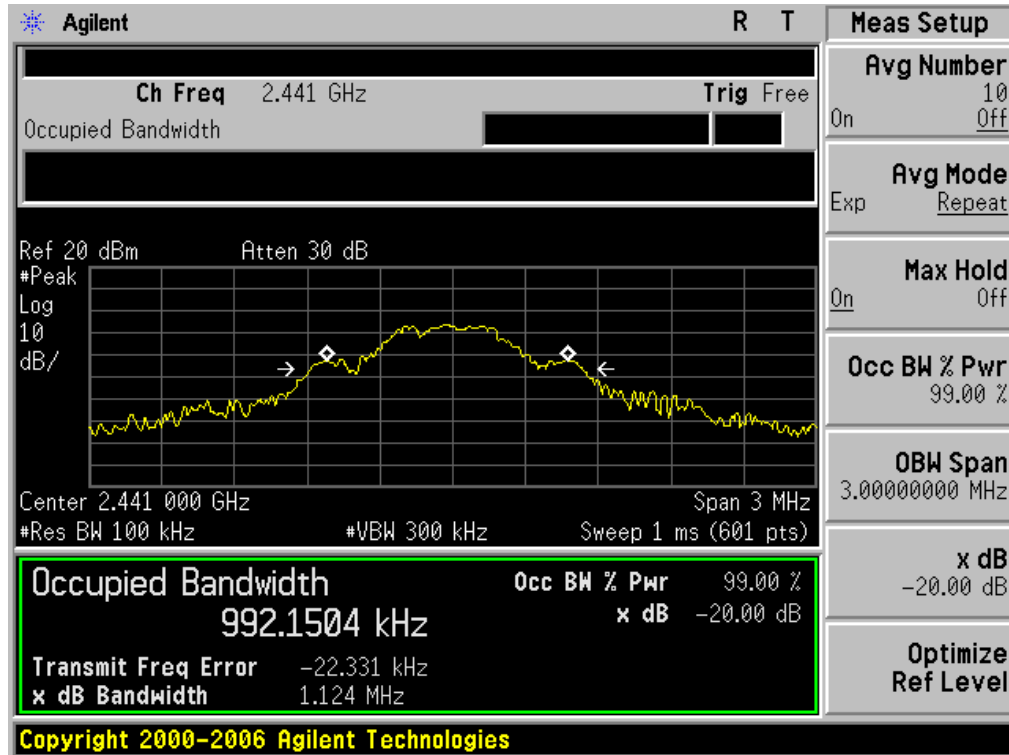 Agilent R T
Ch Freq 2.441 GHz Trig Free
Occupied Bandwidth
Ref 20 dBm Atten 30 dB
#Peak
Log
10
dB/
Center 2.441 000 GHz Span 3 MHz
#Res BW 100 kHz #VBW 300 kHz Sweep 1 ms (601 pts)
Occupied Bandwidth Occ BW % Pwr 99.00 %
992.1504 kHz x dB -20.00 dB
Transmit Freq Error -22.331 kHz
x dB Bandwidth 1.124 MHz
Copyright 2000-2006 Agilent Technologies
Meas Setup
Avg Number
10
On Off
Avg Mode
Exp Repeat
Max Hold
On Off
Occ BW % Pwr
99.00 %
OBW Span
3.00000000 MHz
x dB
-20.00 dB
Optimize
Ref Level